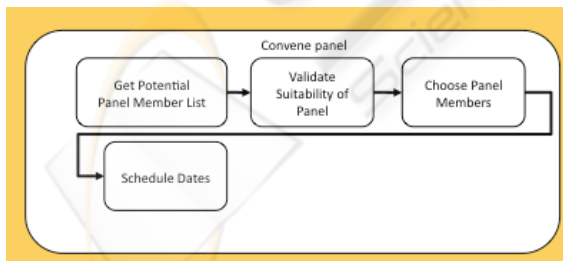 Convene panel
Get Potential
Panel Member List
Validate
Suitability of
Panel
Choose Panel
Members
Schedule Dates